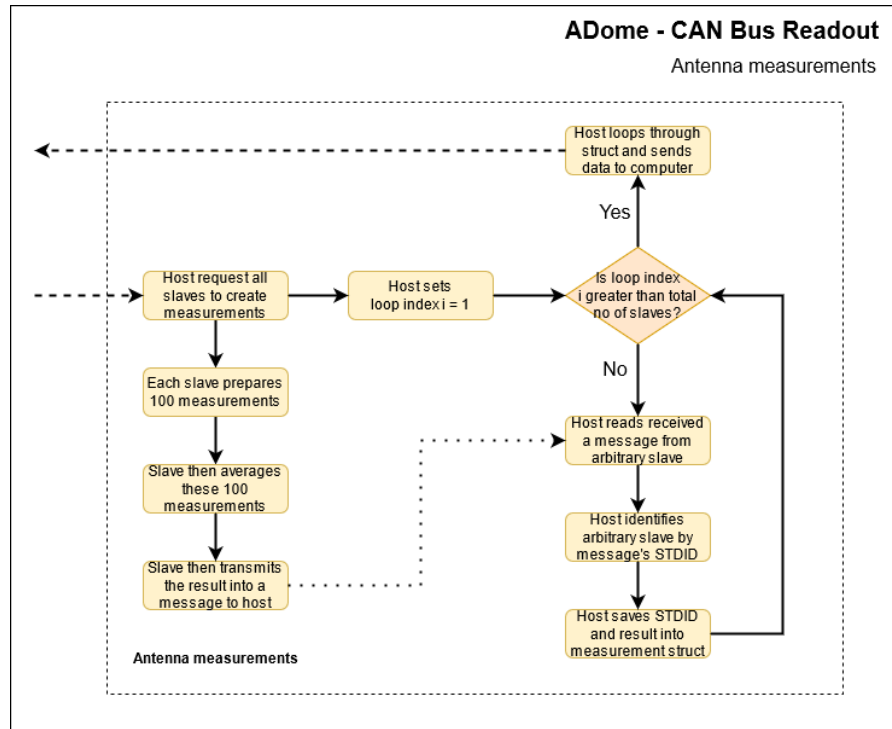 ADome - CAN Bus Readout
Antenna measurements
Host loops through
struct and sends
data to computer
Yes
Host request all
slaves to create
measurements
Host sets
loop index i = 1
Is loop index
i greater than total
no of slaves?
No
Each slave prepares
100 measurements
Host reads received
a message from
arbitrary slave
Slave then averages
these 100
measurements
Host identifies
arbitrary slave by
message's STDID
Slave then transmits
the result into a
message to host
Host saves STDID
and result into
measurement struct
Antenna measurements